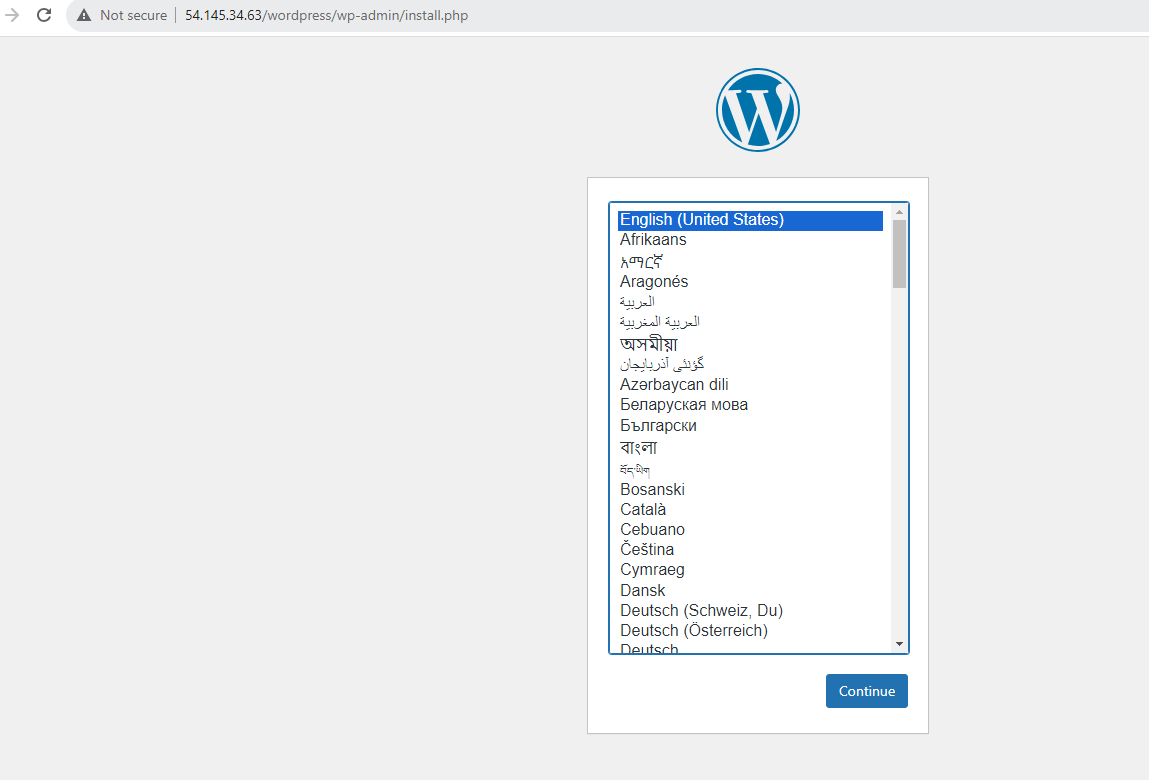 Not secure | 54.145.34.63/wordpress/wp-admin/install.php
W
English (United States)
Afrikaans
አማርኛ
Aragonés
العربية
العربية المغربية
অসমীয়া
گؤنئی آذربایجان
Azərbaycan dili
Беларуская мова
Български
বাংলা
བོད་ཡིག
Bosanski
Català
Cebuano
Čeština
Cymraeg
Dansk
Deutsch (Schweiz, Du)
Deutsch (Österreich)
Deutsch
Continue